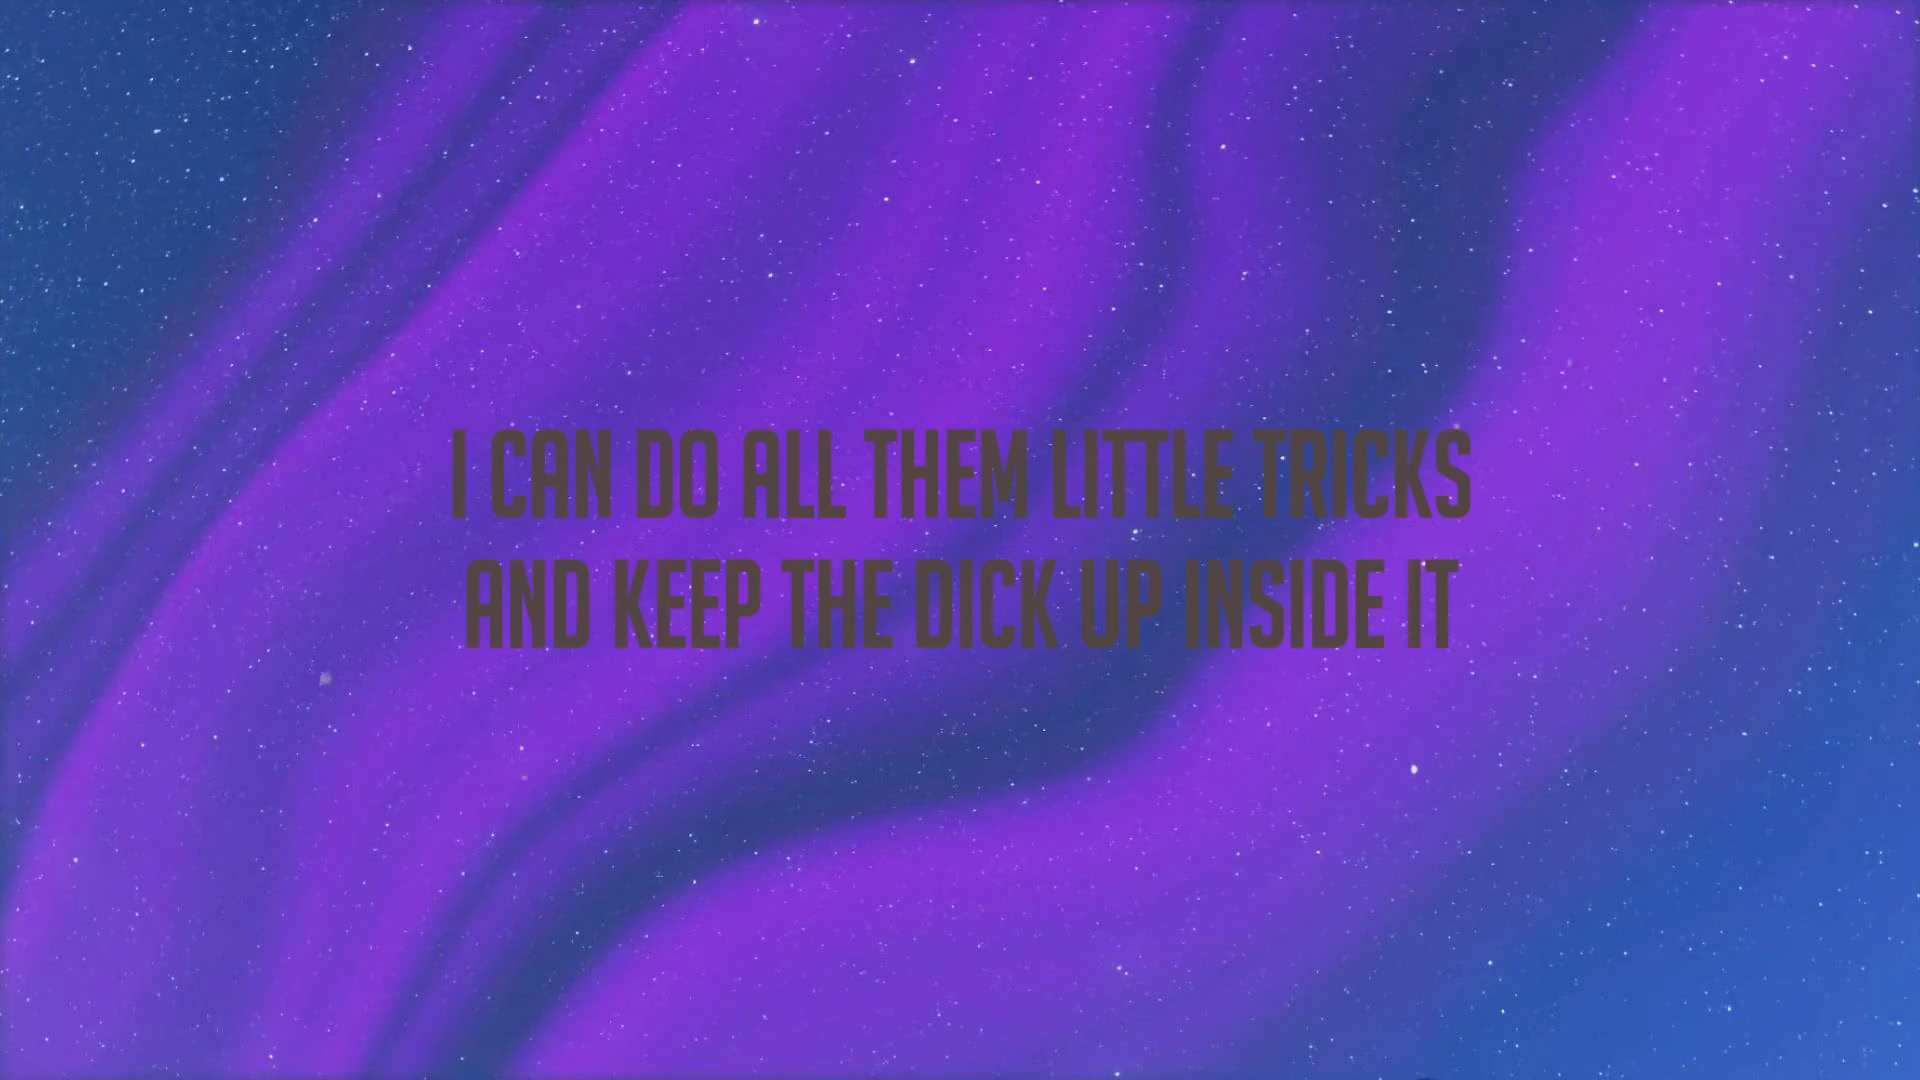 I CAN DO ALL THEM LITTLE TRICKS
AND KEEP THE DICK UP INSIDE IT